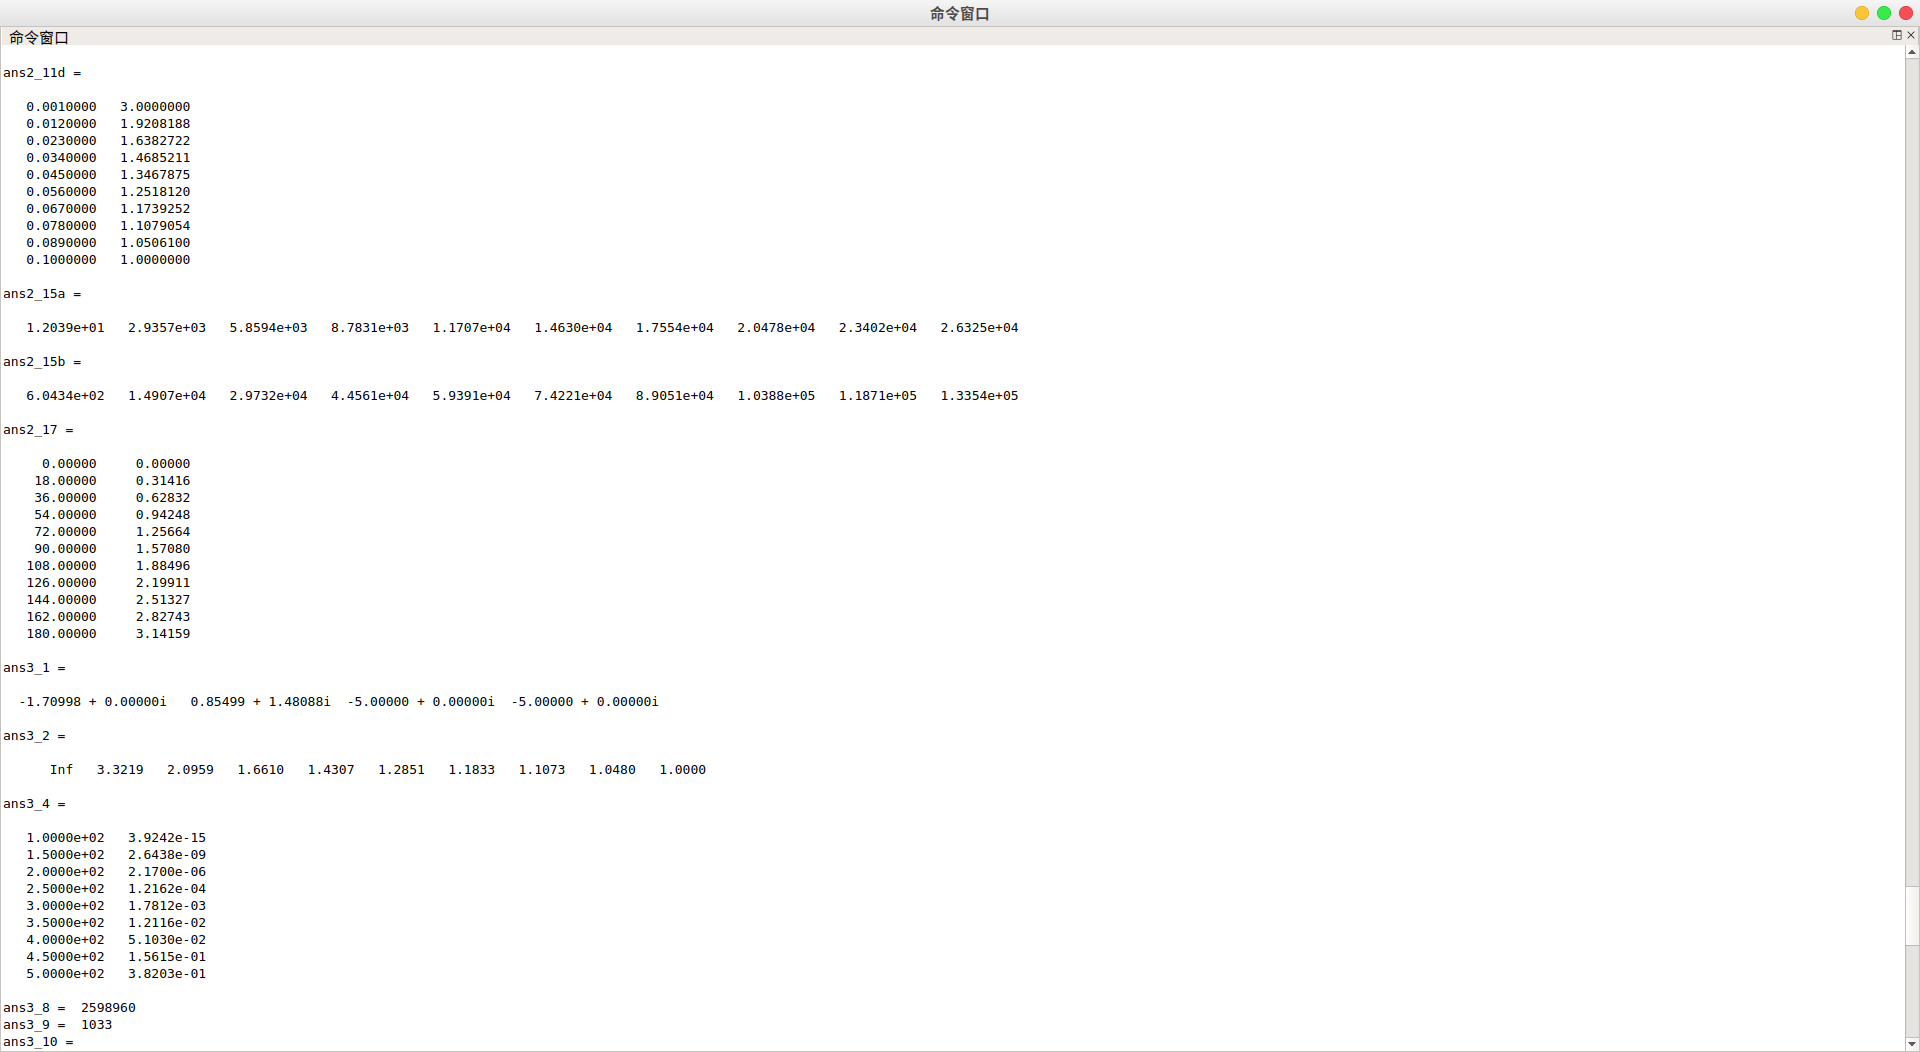 命令窗口
命令窗口
ans2_11d =
0.0010000   3.0000000
0.0120000   1.9208188
0.0230000   1.6382722
0.0340000   1.4685211
0.0450000   1.3467875
0.0560000   1.2518120
0.0670000   1.1739252
0.0780000   1.1079054
0.0890000   1.0506100
0.1000000   1.0000000
ans2_15a =
1.2039e+01   2.9357e+03   5.8594e+03   8.7831e+03   1.1707e+04   1.4630e+04   1.7554e+04   2.0478e+04   2.3402e+04   2.6325e+04
ans2_15b =
6.0434e+02   1.4907e+04   2.9732e+04   4.4561e+04   5.9391e+04   7.4221e+04   8.9051e+04   1.0388e+05   1.1871e+05   1.3354e+05
ans2_17 =
0.00000     0.00000
18.00000     0.31416
36.00000     0.62832
54.00000     0.94248
72.00000     1.25664
90.00000     1.57080
108.00000     1.88496
126.00000     2.19911
144.00000     2.51327
162.00000     2.82743
180.00000     3.14159
ans3_1 =
-1.70998 + 0.00000i   0.85499 + 1.48088i  -5.00000 + 0.00000i  -5.00000 + 0.00000i
ans3_2 =
Inf   3.3219   2.0959   1.6610   1.4307   1.2851   1.1833   1.1073   1.0480   1.0000
ans3_4 =
1.0000e+02   3.9242e-15
1.5000e+02   2.6438e-09
2.0000e+02   2.1700e-06
2.5000e+02   1.2162e-04
3.0000e+02   1.7812e-03
3.5000e+02   1.2116e-02
4.0000e+02   5.1030e-02
4.5000e+02   1.5615e-01
5.0000e+02   3.8203e-01
ans3_8 =  2598960
ans3_9 =  1033
ans3_10 =